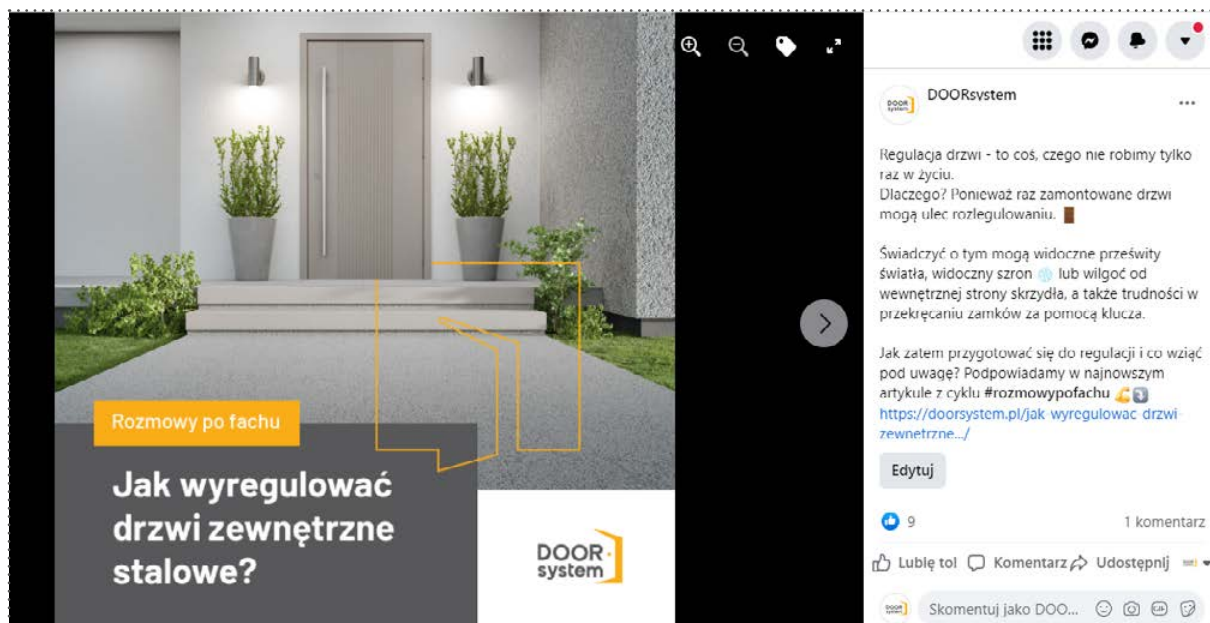 Rozmowy po fachu
Jak wyregulować
drzwi zewnętrzne
stalowe?
DOOR
system
DOOR
system
DOORsystem
Regulacja drzwi - to coś, czego nie robimy tylko
raz w życiu.
Dlaczego? Ponieważ raz zamontowane drzwi
mogą ulec rozlegulowaniu. 🚪
Świadczyć o tym mogą widoczne prześwity
światła, widoczny szron ❄️ lub wilgoć od
wewnętrznej strony skrzydła, a także trudności w
przekręcaniu zamków za pomocą klucza.
Jak zatem przygotować się do regulacji i co wziąć
pod uwagę? Podpowiadamy w najnowszym
artykule z cyklu #rozmowypofachu 💪⤵️
https://doorsystem.pl/jak-wyregulowac-drzwi-
zewnetrzne.../
Edytuj
9
1 komentarz
Lubię to!
Komentarz
Udostępnij
Skomentuj jako DOO...
GIF